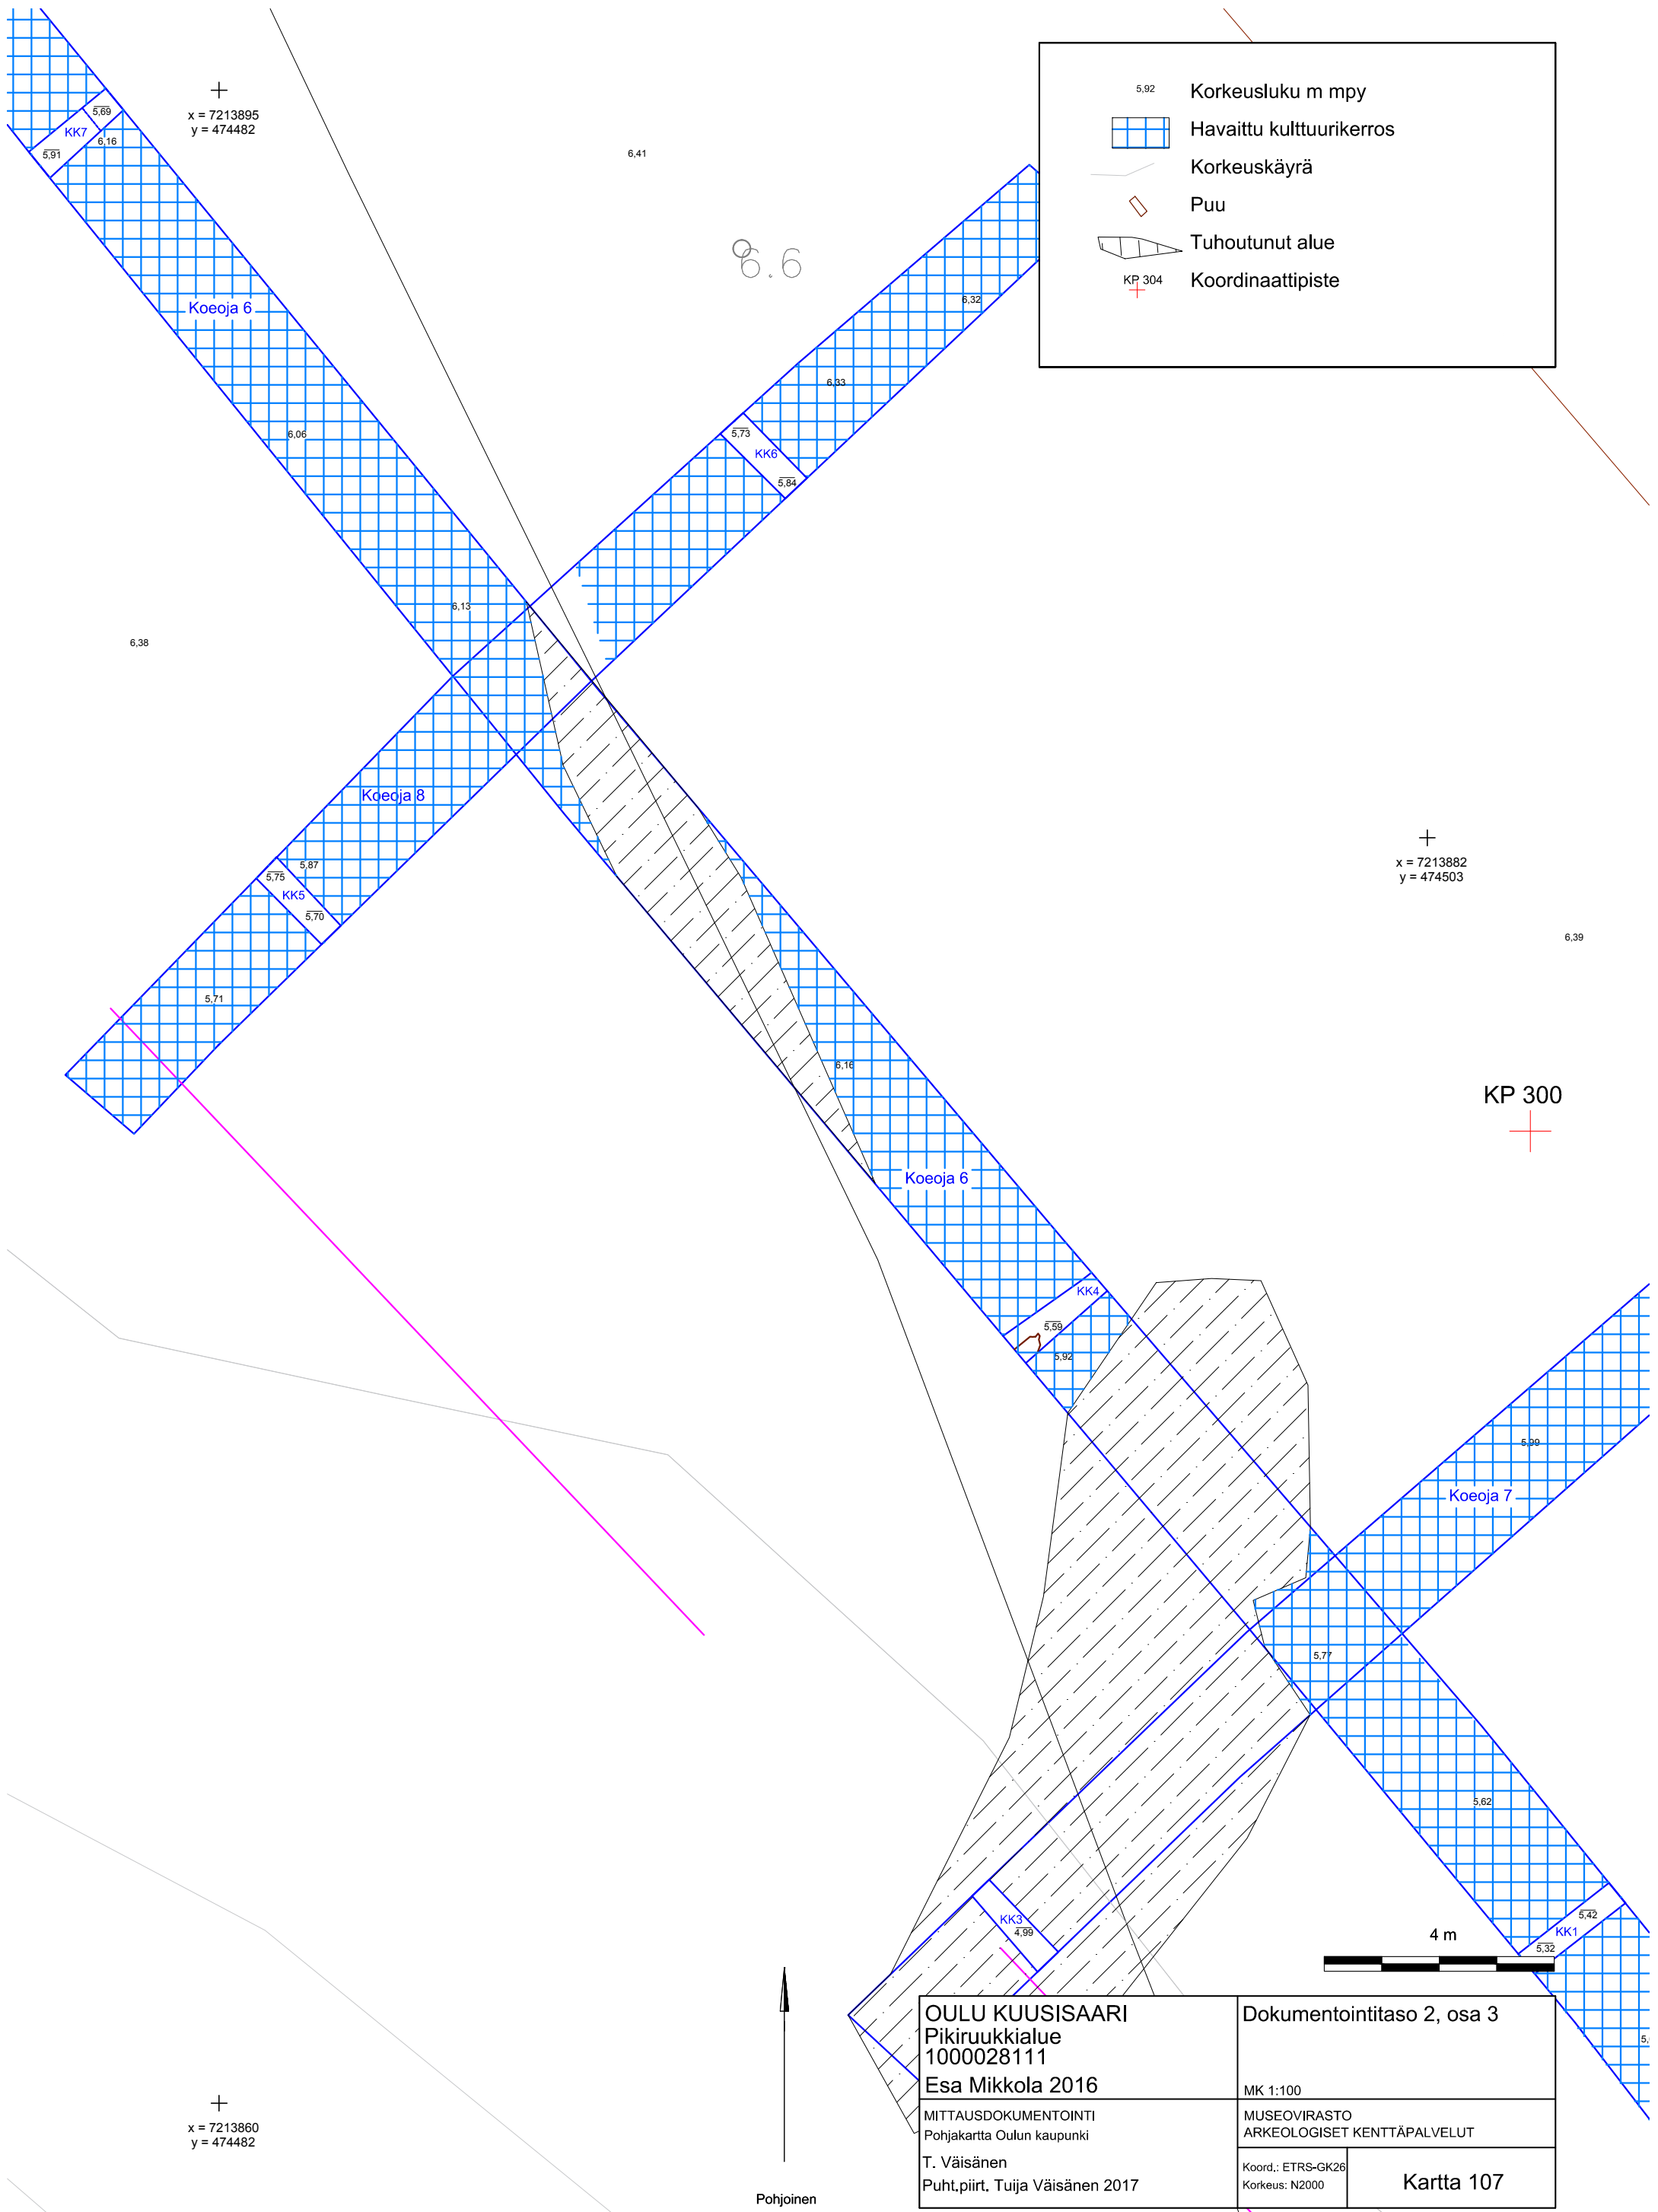 5,92 Korkeusluku m mpy
Havaittu kulttuurikerros
Korkeuskäyrä
Puu
Tuhoutunut alue
KP 304 Koordinaattipiste
x = 7213895
y = 474482
5,69
KK7
6,16
5,91
6,41
6.6
Koeoja 6
6,32
6,33
6,06
5,73
KK6
5,84
6,13
6,38
Koeoja 8
5,87
5,75
KK5
5,70
5,71
x = 7213882
y = 474503
6,39
6,16
KP 300
Koeoja 6
KK4
5,59
5,92
5,99
Koeoja 7
5,77
5,62
KK3
4,99
5,42
KK1
5,32
4 m
x = 7213860
y = 474482
Pohjoinen
OULU KUUSISAARI
Pikiruukkialue
1000028111
Esa Mikkola 2016
Dokumentointitaso 2, osa 3
MK 1:100
MITTAUSDOKUMENTOINTI
Pohjakartta Oulun kaupunki
T. Väisänen
Puht.piirt. Tuija Väisänen 2017
MUSEOVIRASTO
ARKEOLOGISET KENTTÄPALVELUT
Koord.: ETRS-GK26
Korkeus: N2000
Kartta 107